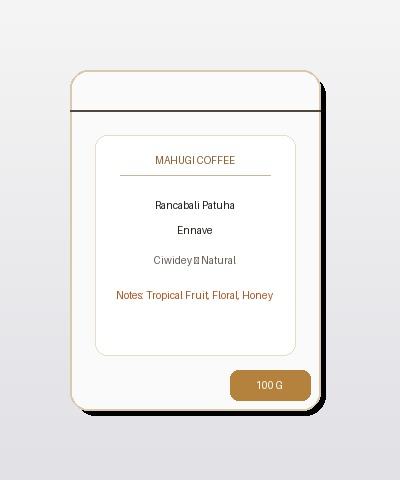 MAHUGI COFFEE
Rancabali Patuha
Ennave
Ciwidey Natural
Notes: Tropical Fruit, Floral, Honey
100 G